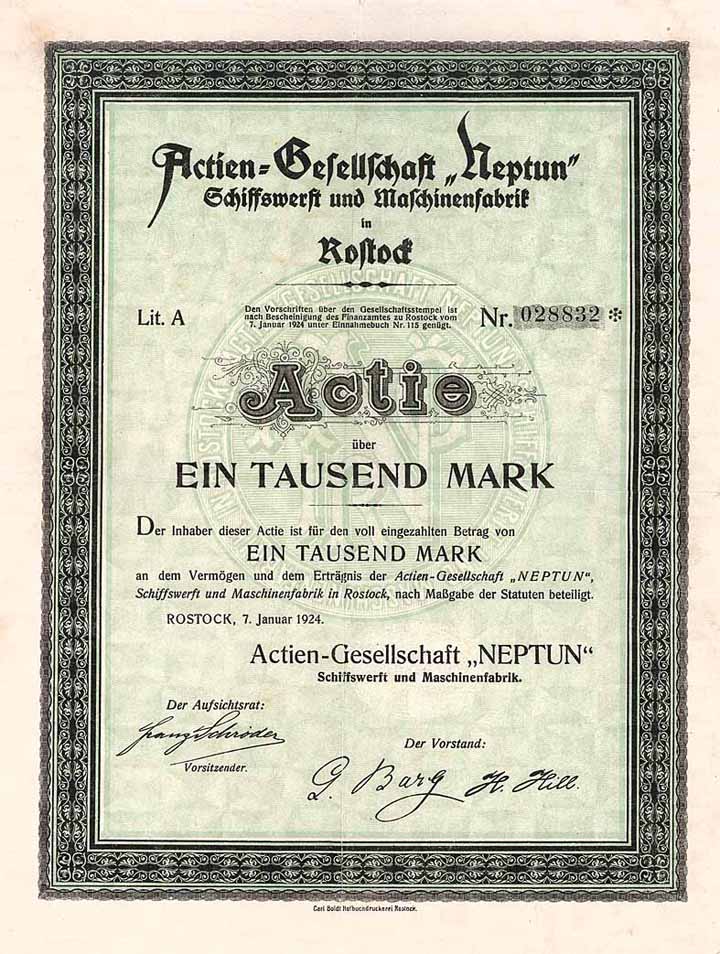 Actien-Gesellschaft „Neptun"
Schiffswerft und Maschinenfabrik
in
Rostock
Lit. A
Den Vorschriften über den Gesellschaftsstempel ist
nach Bescheinigung des Finanzamtes zu Rostock vom
7. Januar 1924 unter Einnahmebuch Nr. 115 genügt.
Nr. 028832 *
Actie
über
EIN TAUSEND MARK
Der Inhaber dieser Actie ist für den voll eingezahlten Betrag von
EIN TAUSEND MARK
an dem Vermögen und dem Erträgnis der Actien-Gesellschaft „NEPTUN",
Schiffswerft und Maschinenfabrik in Rostock, nach Maßgabe der Statuten beteiligt.
ROSTOCK, 7. Januar 1924.
Actien-Gesellschaft „NEPTUN"
Schiffswerft und Maschinenfabrik.
Der Aufsichtsrat:
Franz Schröder
Vorsitzender.
Der Vorstand:
G. Barg H. Hill.
Carl Boldt Hofbuchdruckerei Rostock.